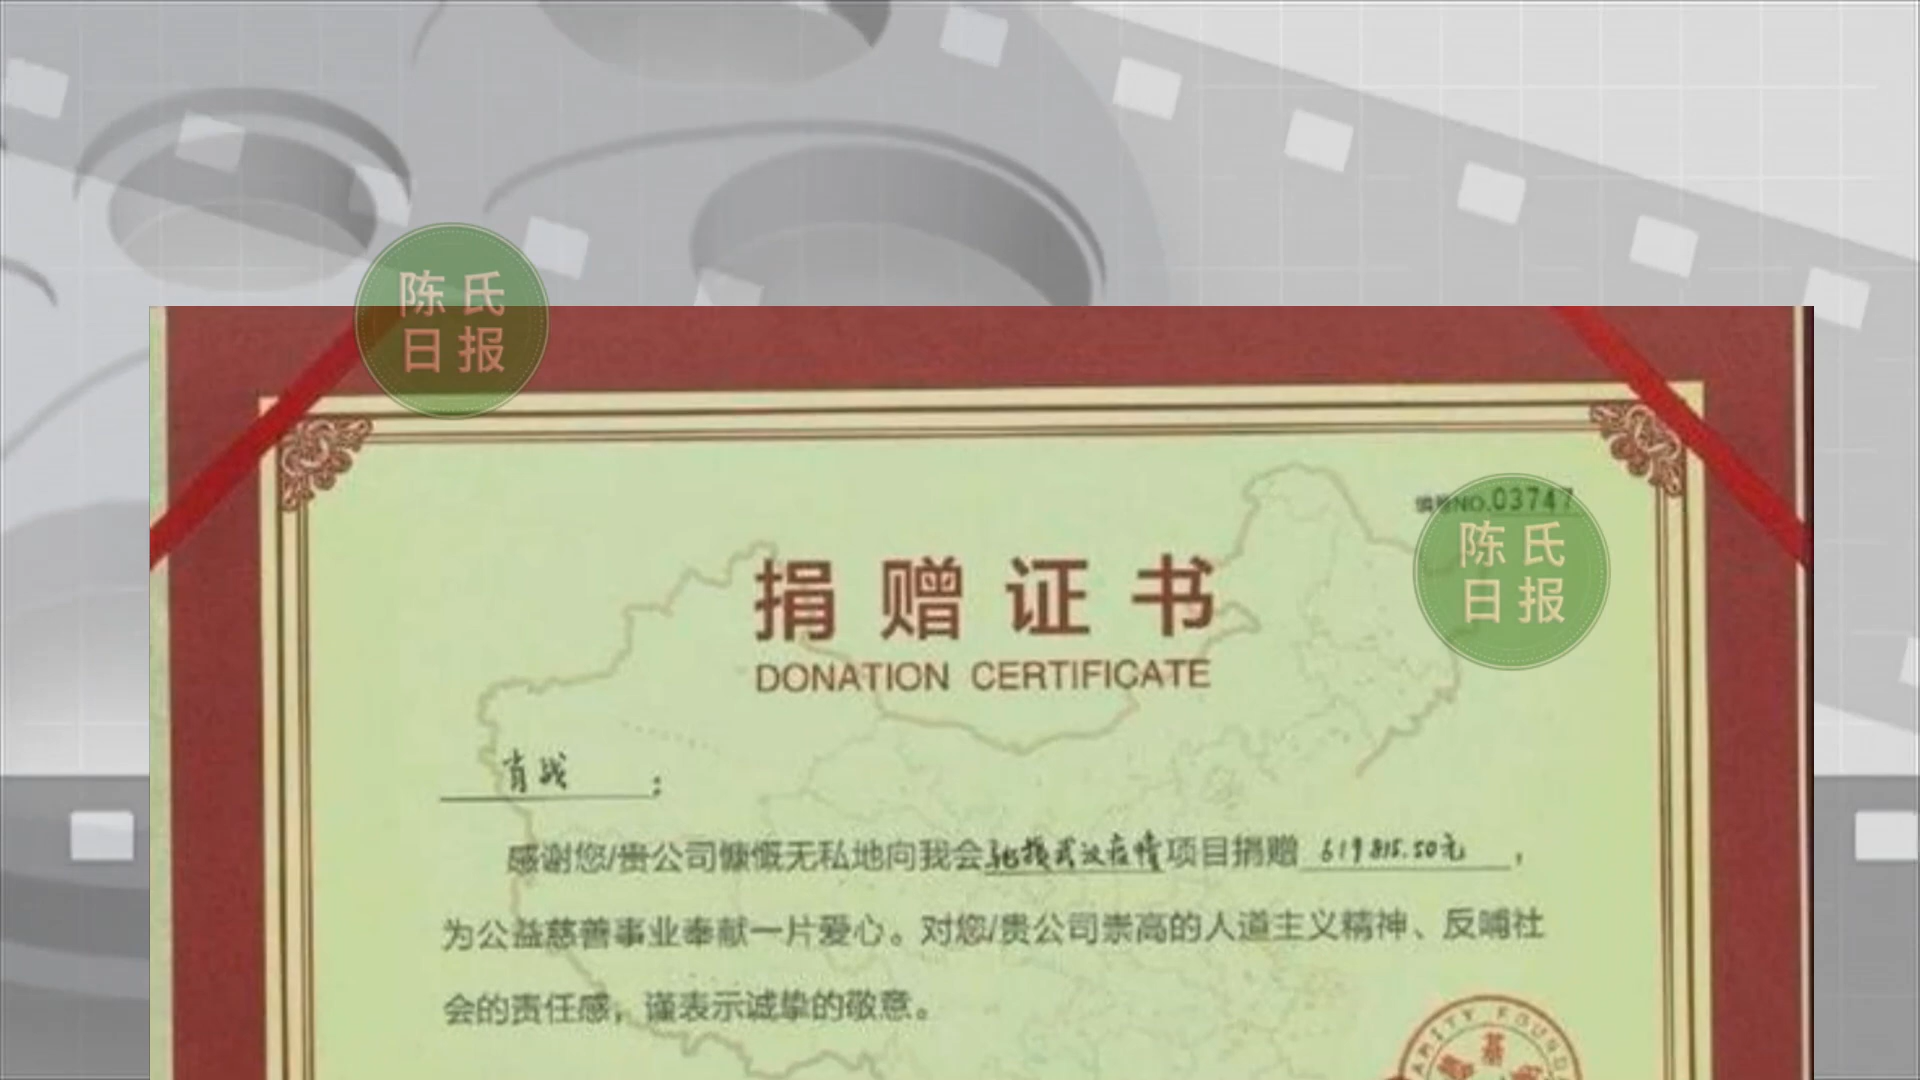 陈氏
日报
编号NO.03747
陈氏
日报
捐赠证书
DONATION CERTIFICATE
肖战:
感谢您/贵公司慷慨无私地向我会驰援武汉疫情项目捐赠619815.50元，
为公益慈善事业奉献一片爱心。对您/贵公司崇高的人道主义精神、反哺社
会的责任感，谨表示诚挚的敬意。